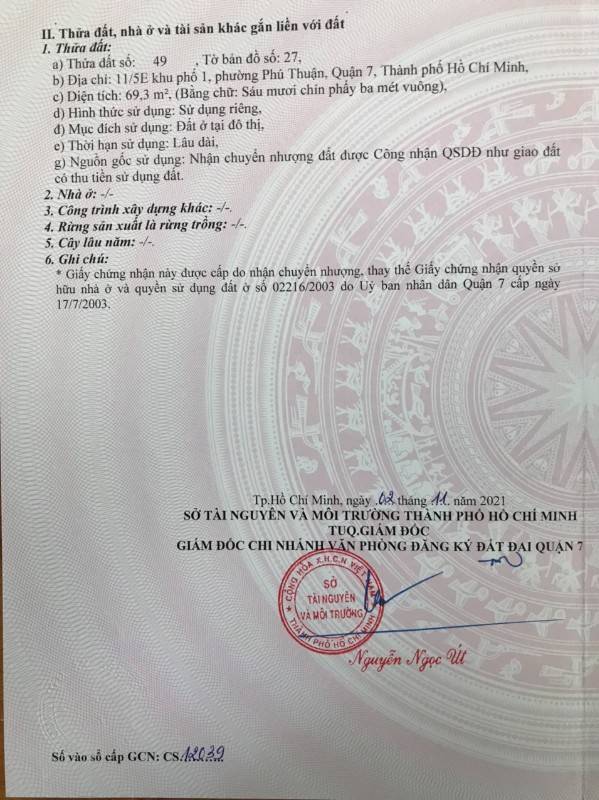 II. Thửa đất, nhà ở và tài sản khác gắn liền với đất
1. Thửa đất:
a) Thửa đất số: 49 , Tờ bản đồ số: 27,
b) Địa chỉ: 11/5E khu phố 1, phường Phú Thuận, Quận 7, Thành phố Hồ Chí Minh,
c) Diện tích: 69,3 m², (Bằng chữ: Sáu mươi chín phẩy ba mét vuông),
d) Hình thức sử dụng: Sử dụng riêng,
đ) Mục đích sử dụng: Đất ở tại đô thị,
e) Thời hạn sử dụng: Lâu dài,
g) Nguồn gốc sử dụng: Nhận chuyển nhượng đất được Công nhận QSDĐ như giao đất
có thu tiền sử dụng đất.
2. Nhà ở: -/-
3. Công trình xây dựng khác: -/-.
4. Rừng sản xuất là rừng trồng: -/-.
5. Cây lâu năm: -/-.
6. Ghi chú:
* Giấy chứng nhận này được cấp do nhận chuyển nhượng, thay thế Giấy chứng nhận quyền sở
hữu nhà ở và quyền sử dụng đất ở số 02216/2003 do Uỷ ban nhân dân Quận 7 cấp ngày
17/7/2003.
Tp.Hồ Chí Minh, ngày .02 tháng 11. năm 2021
SỞ TÀI NGUYÊN VÀ MÔI TRƯỜNG THÀNH PHỐ HỒ CHÍ MINH
TUQ.GIÁM ĐỐC
GIÁM ĐỐC CHI NHÁNH VĂN PHÒNG ĐĂNG KÝ ĐẤT ĐAI QUẬN 7
CỘNG HÒA X.H.C.N VIỆT NAM
SỞ
TÀI NGUYÊN
VÀ MÔI TRƯỜNG
THÀNH PHỐ HỒ CHÍ MINH
Nguyễn Ngọc Út
Số vào sổ cấp GCN: CS.12039